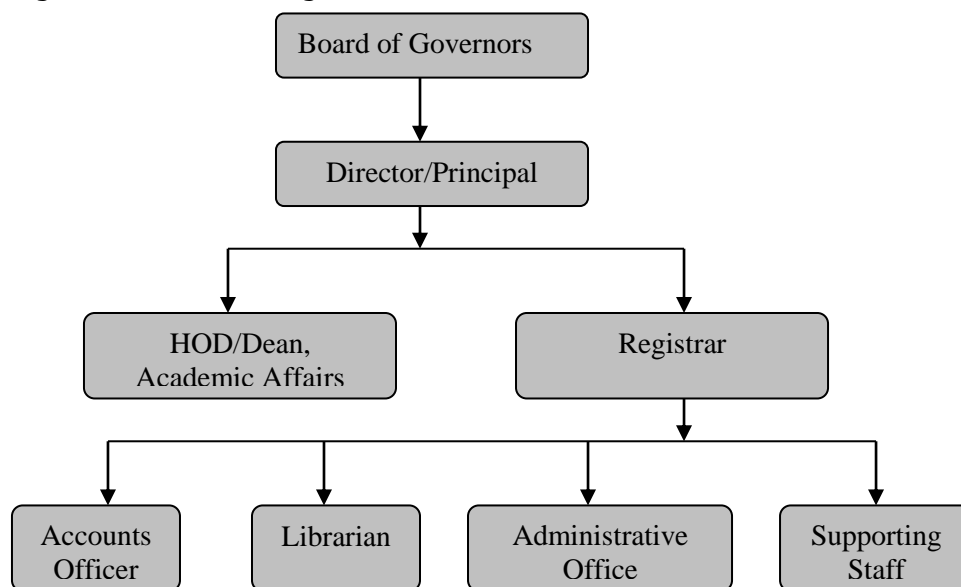 Board of Governors
Director/Principal
HOD/Dean,
Academic Affairs
Registrar
Accounts
Officer
Librarian
Administrative
Office
Supporting
Staff